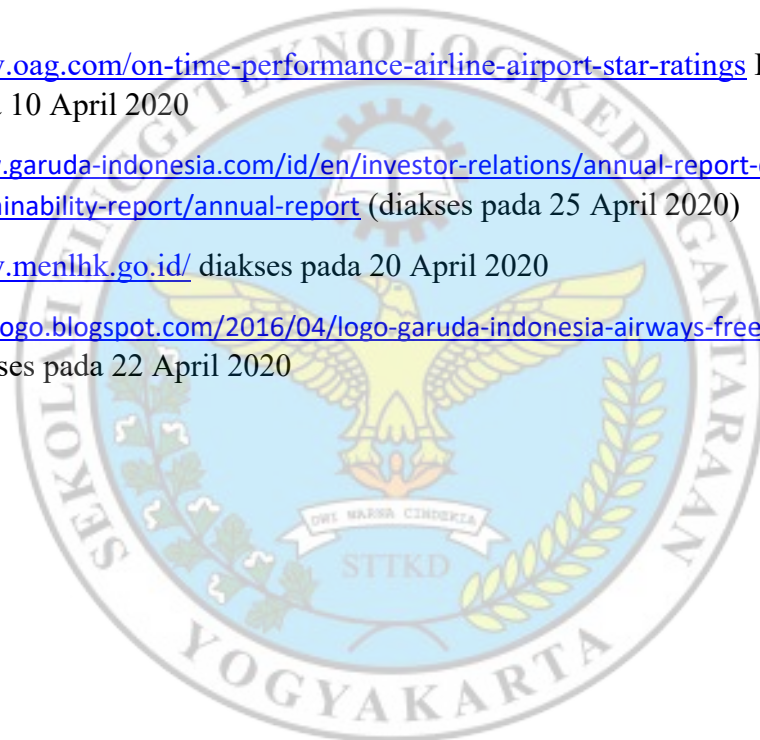 .oag.com/on-time-performance-airline-airport-star-ratings
10 April 2020
.garuda-indonesia.com/id/en/investor-relations/annual-report-
inability-report/annual-report (diakses pada 25 April 2020)
.menlhk.go.id/ diakses pada 20 April 2020
ogo.blogspot.com/2016/04/logo-garuda-indonesia-airways-free
ses pada 22 April 2020
SEKOLAH TINGGI TEKNOLOGI KEDIRGANTARAAN
DWI WARNA
STTKD
YOGYAKARTA